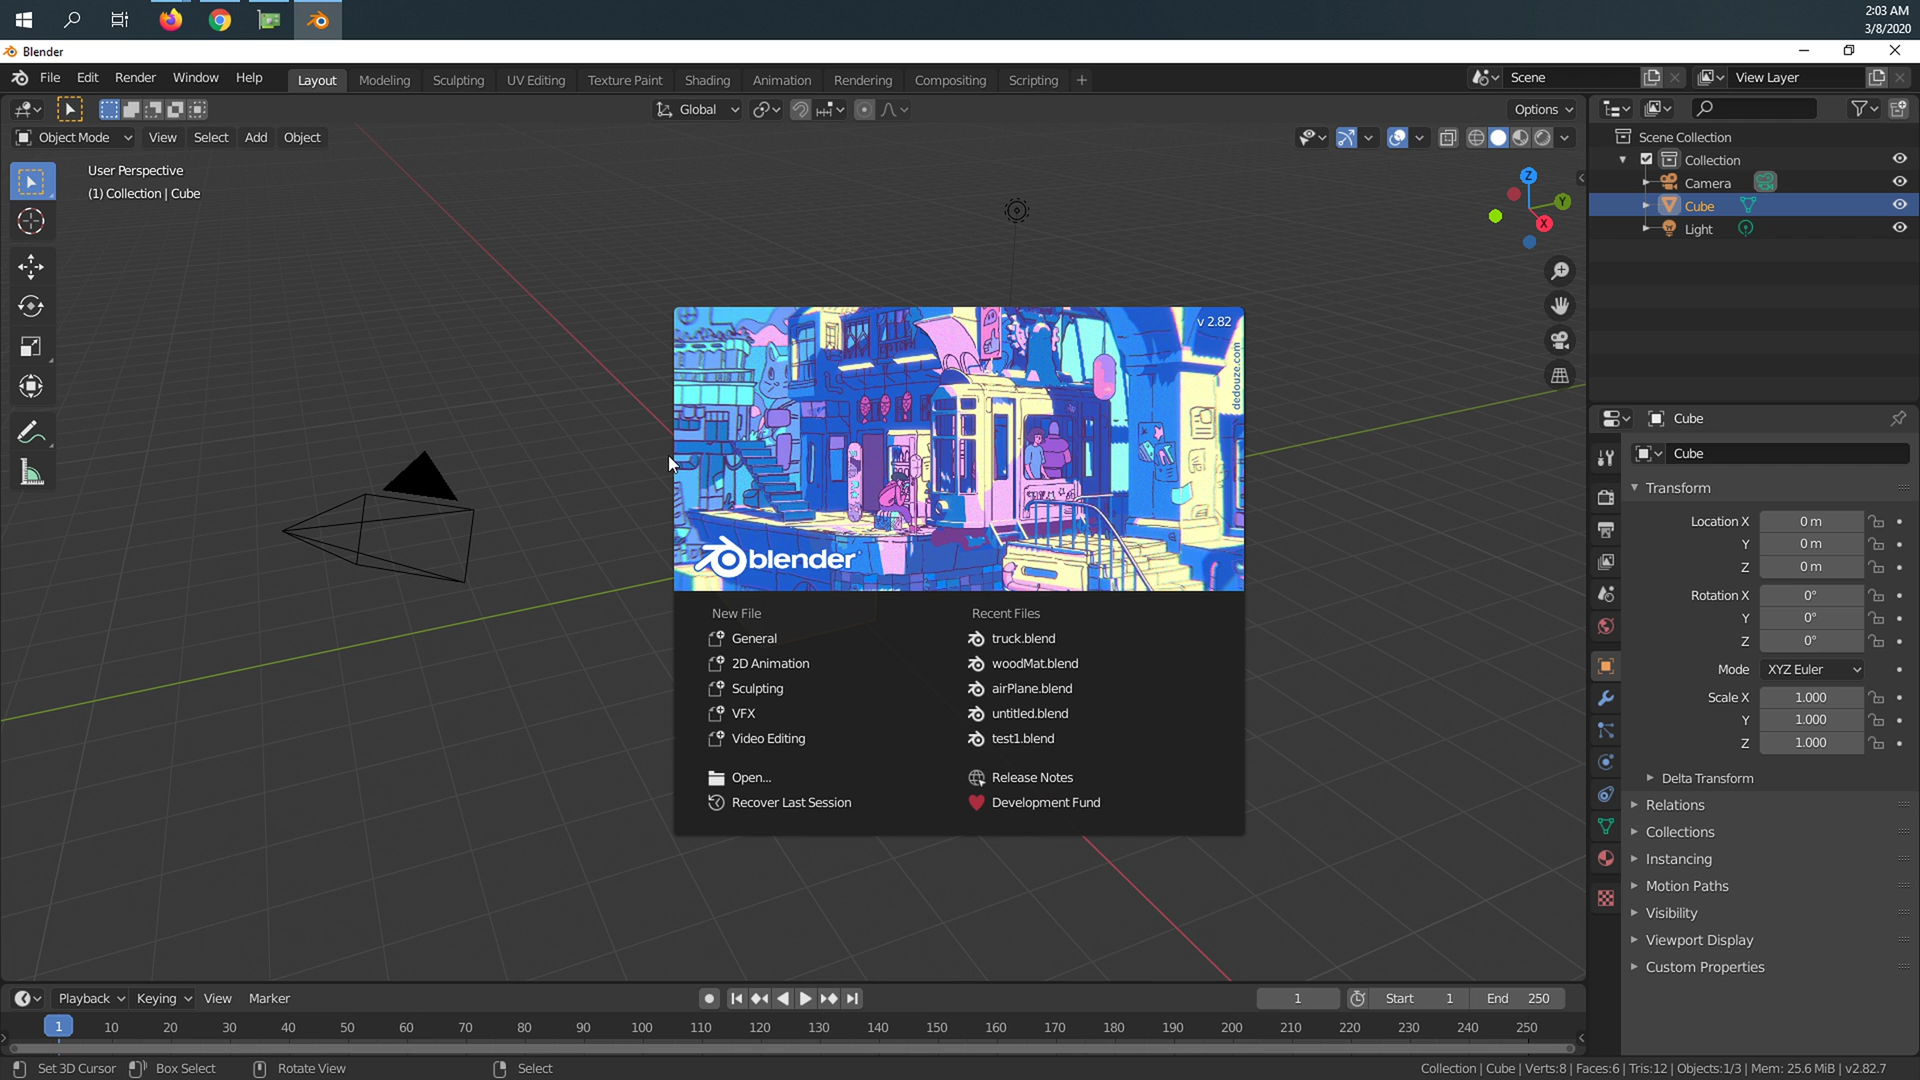 2:03 AM
3/8/2020
Blender
File Edit Render Window Help
Layout Modeling Sculpting UV Editing Texture Paint Shading Animation Rendering Compositing Scripting +
Scene
View Layer
Global
Options
Object Mode View Select Add Object
User Perspective
(1) Collection | Cube
Z
Y
X
Scene Collection
Collection
Camera
Cube
Light
v 2.82
dedouze.com
blender
New File
General
2D Animation
Sculpting
VFX
Video Editing
Open...
Recover Last Session
Recent Files
truck.blend
woodMat.blend
airPlane.blend
untitled.blend
test1.blend
Release Notes
Development Fund
Cube
Cube
Transform
Location X 0 m
Y 0 m
Z 0 m
Rotation X 0°
Y 0°
Z 0°
Mode XYZ Euler
Scale X 1.000
Y 1.000
Z 1.000
Delta Transform
Relations
Collections
Instancing
Motion Paths
Visibility
Viewport Display
Custom Properties
Playback Keying View Marker
1 Start 1 End 250
1 10 20 30 40 50 60 70 80 90 100 110 120 130 140 150 160 170 180 190 200 210 220 230 240 250
Set 3D Cursor Box Select Rotate View Select
Collection | Cube | Verts:8 | Faces:6 | Tris:12 | Objects:1/3 | Mem: 25.6 MiB | v2.82.7